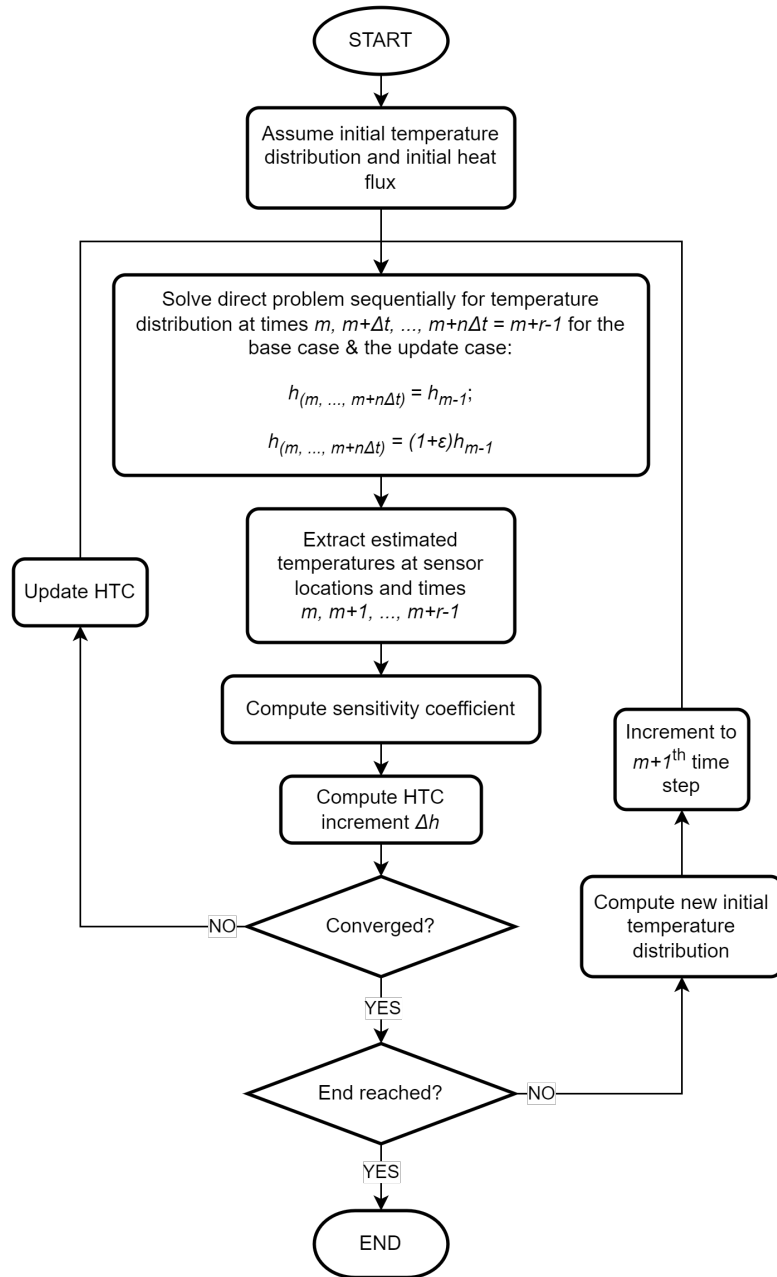 START
Assume initial temperature
distribution and initial heat
flux
Solve direct problem sequentially for temperature
distribution at times m, m+Δt, ..., m+nΔt = m+r-1 for the
base case & the update case:
h(m, ..., m+nΔt) = hm-1;
h(m, ..., m+nΔt) = (1+ε)hm-1
Extract estimated
temperatures at sensor
locations and times
m, m+1, ..., m+r-1
Update HTC
Compute sensitivity coefficient
Increment to
m+1th time
step
Compute HTC
increment Δh
Compute new initial
temperature
distribution
Converged?
NO
YES
End reached?
NO
YES
END